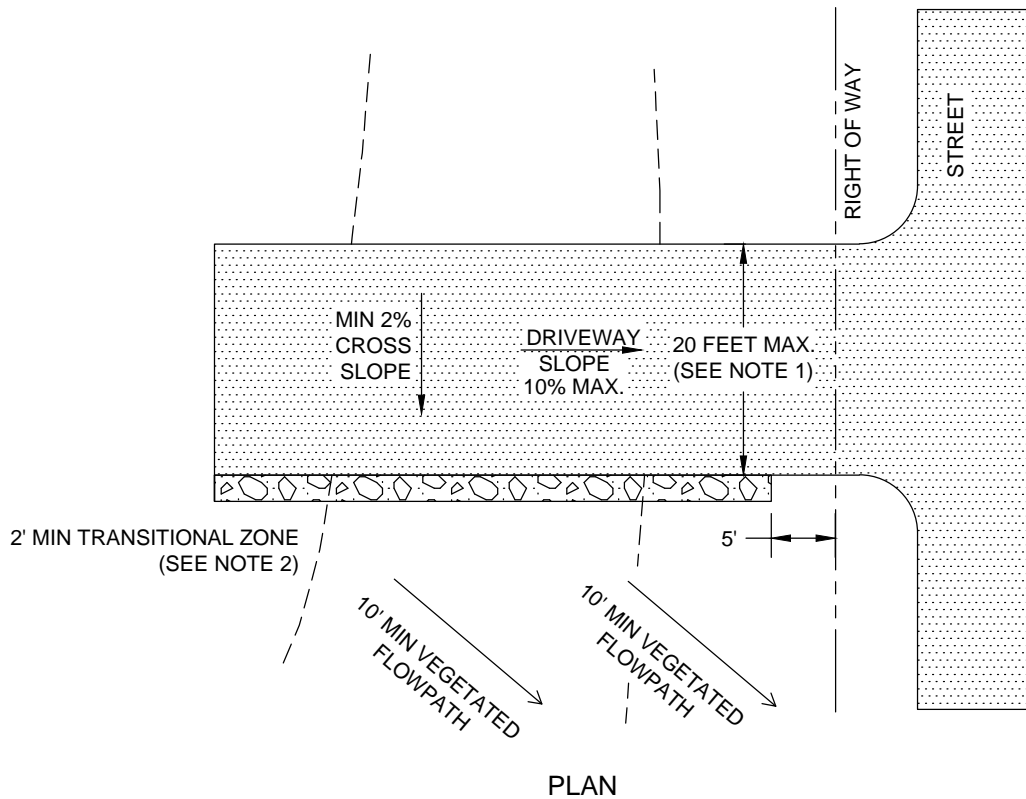 RIGHT OF WAY
STREET
MIN 2%
CROSS
SLOPE
DRIVEWAY
SLOPE
10% MAX.
20 FEET MAX.
(SEE NOTE 1)
2' MIN TRANSITIONAL ZONE
(SEE NOTE 2)
5'
10' MIN VEGETATED
FLOWPATH
10' MIN VEGETATED
FLOWPATH
PLAN